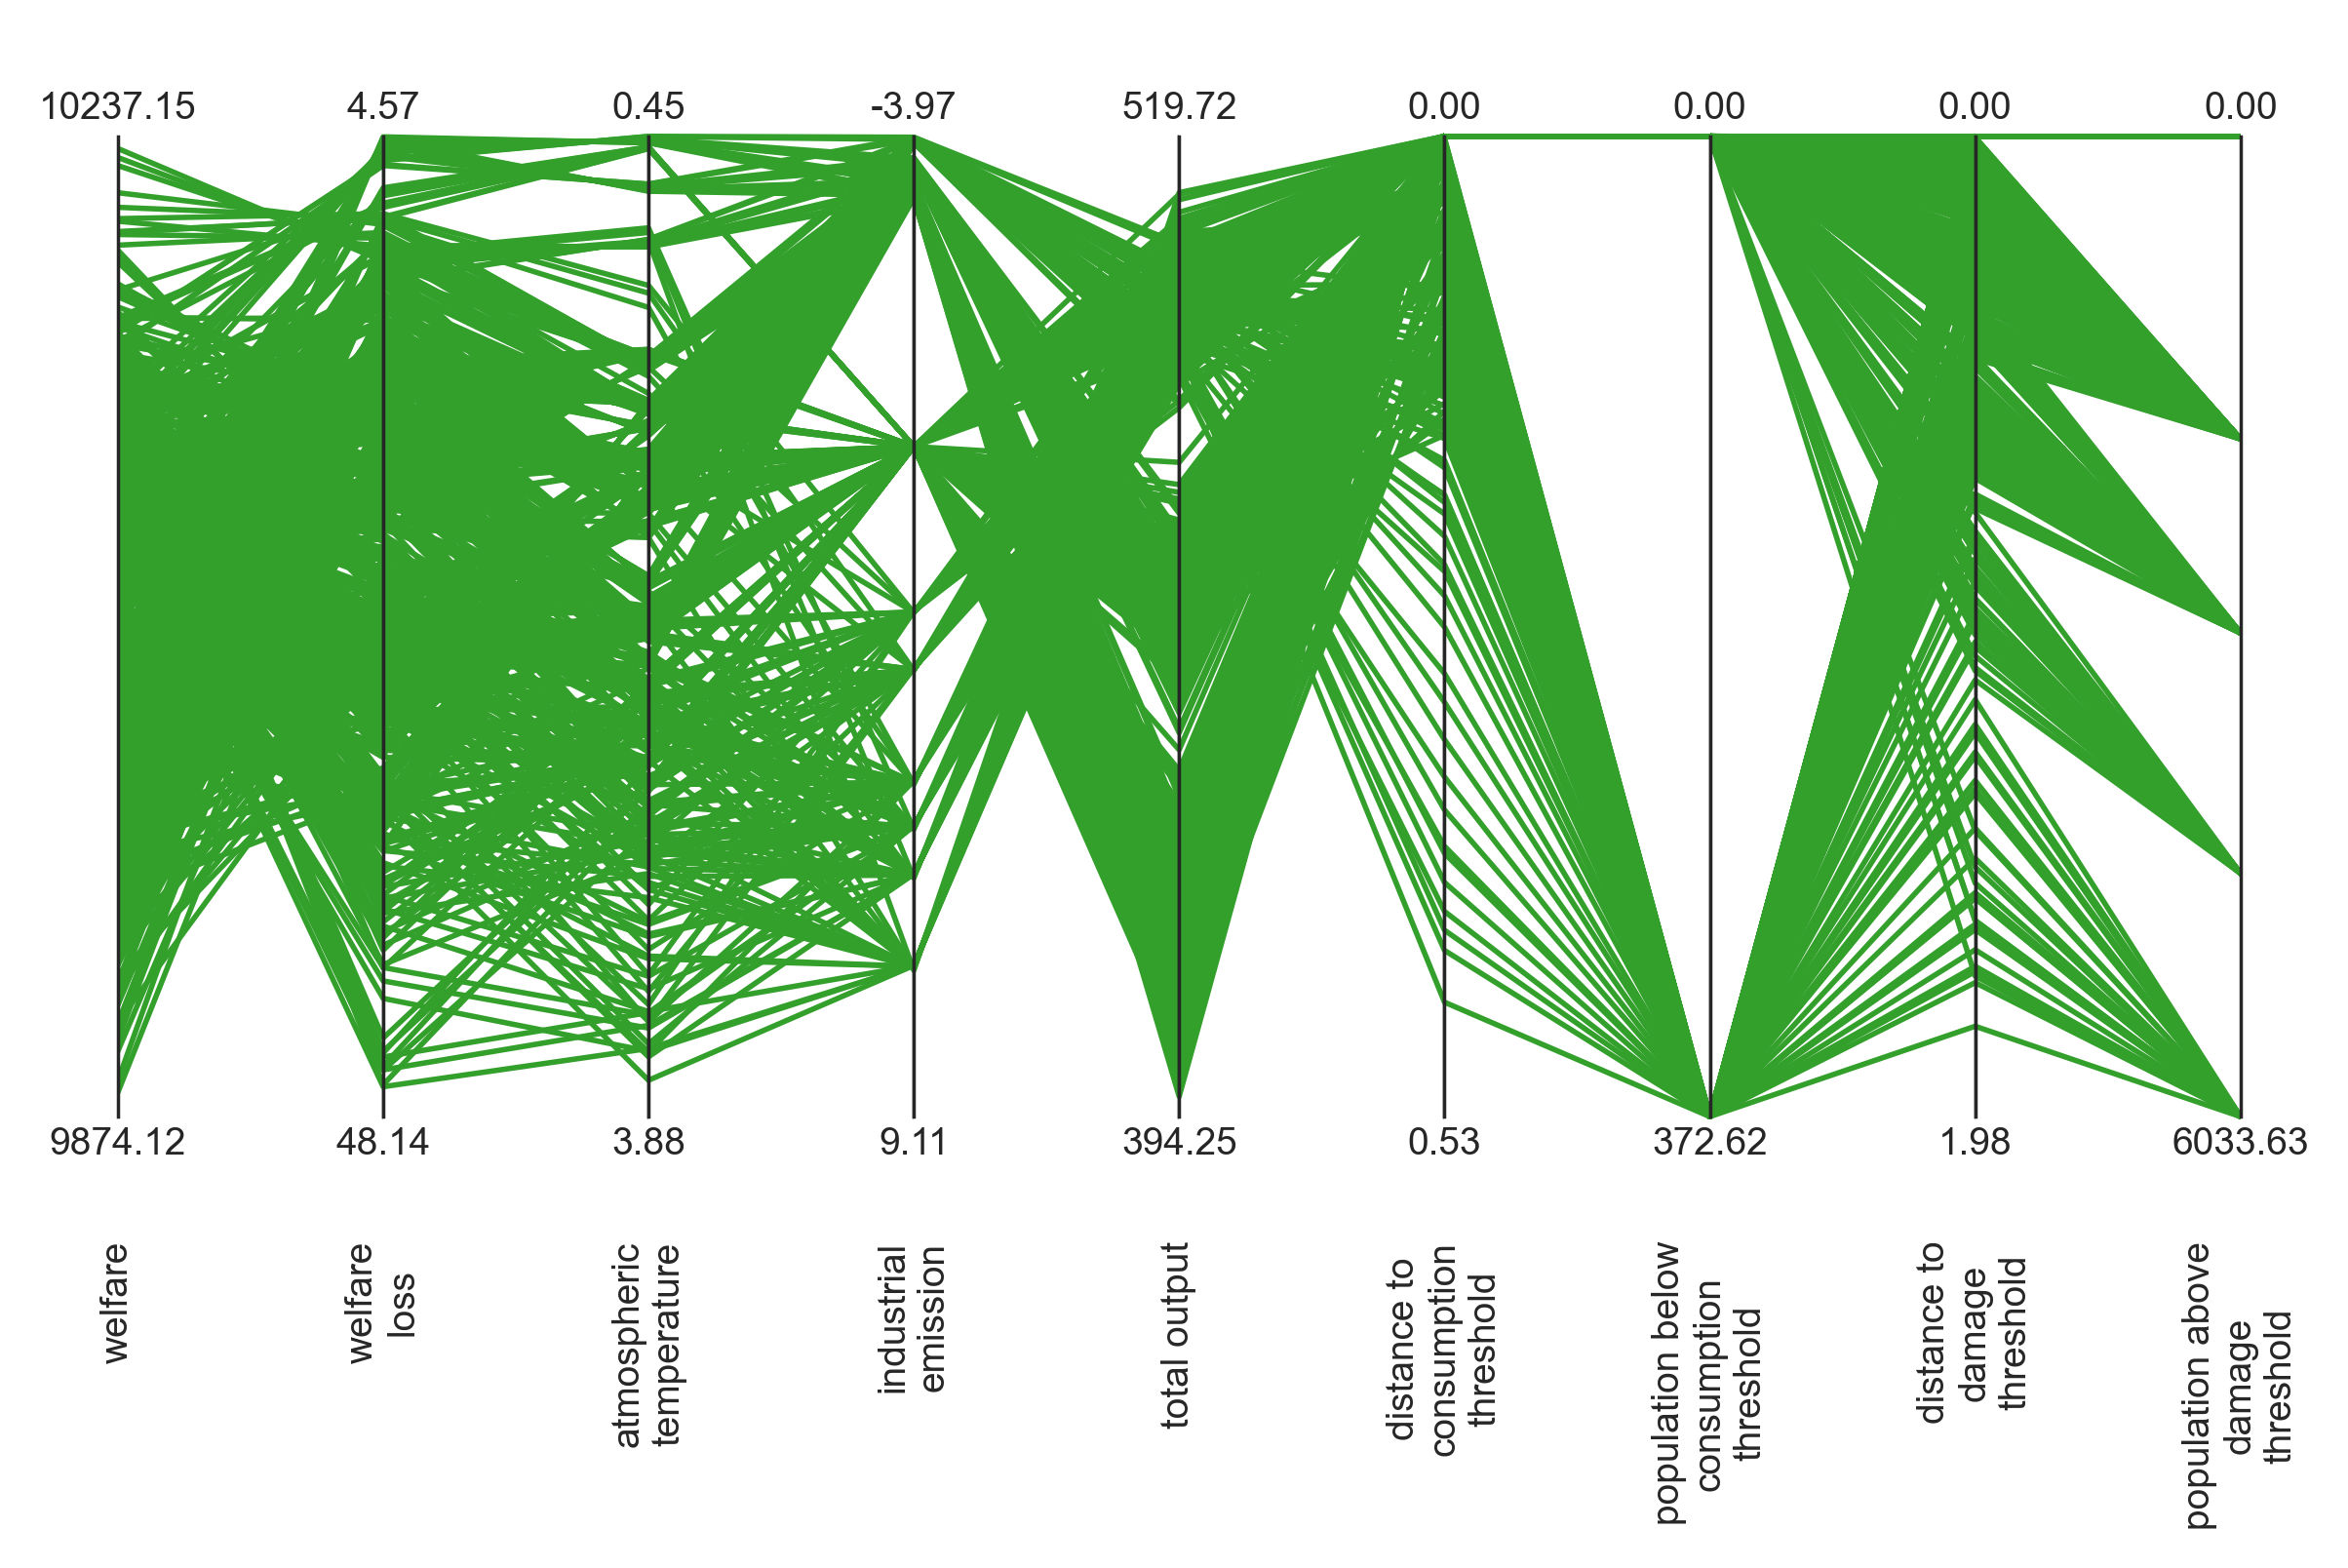 10237.15
4.57
0.45
-3.97
519.72
0.00
0.00
0.00
0.00
9874.12
48.14
3.88
9.11
394.25
0.53
372.62
1.98
6033.63
welfare
welfare
loss
atmospheric
temperature
industrial
emission
total output
distance to
consumption
threshold
population below
consumption
threshold
distance to
damage
threshold
population above
damage
threshold